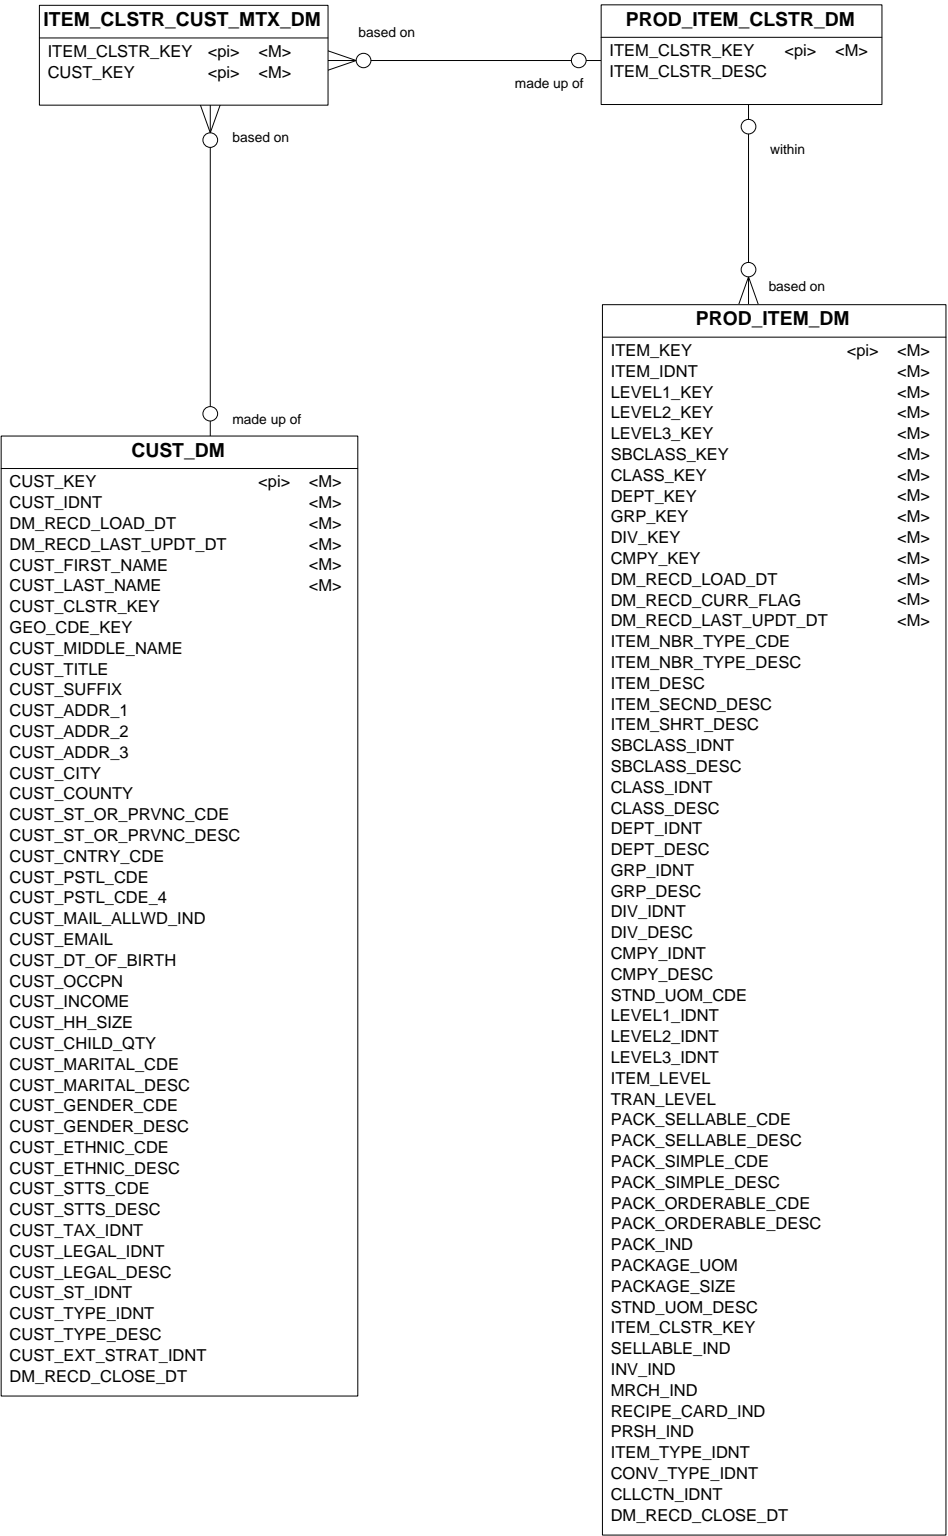 ITEM_CLSTR_CUST_MTX_DM
ITEM_CLSTR_KEY <pi> <M>
CUST_KEY <pi> <M>
based on
made up of
PROD_ITEM_CLSTR_DM
ITEM_CLSTR_KEY <pi> <M>
ITEM_CLSTR_DESC
based on
within
based on
made up of
CUST_DM
CUST_KEY <pi> <M>
CUST_IDNT <M>
DM_RECD_LOAD_DT <M>
DM_RECD_LAST_UPDT_DT <M>
CUST_FIRST_NAME <M>
CUST_LAST_NAME <M>
CUST_CLSTR_KEY
GEO_CDE_KEY
CUST_MIDDLE_NAME
CUST_TITLE
CUST_SUFFIX
CUST_ADDR_1
CUST_ADDR_2
CUST_ADDR_3
CUST_CITY
CUST_COUNTY
CUST_ST_OR_PRVNC_CDE
CUST_ST_OR_PRVNC_DESC
CUST_CNTRY_CDE
CUST_PSTL_CDE
CUST_PSTL_CDE_4
CUST_MAIL_ALLWD_IND
CUST_EMAIL
CUST_DT_OF_BIRTH
CUST_OCCPN
CUST_INCOME
CUST_HH_SIZE
CUST_CHILD_QTY
CUST_MARITAL_CDE
CUST_MARITAL_DESC
CUST_GENDER_CDE
CUST_GENDER_DESC
CUST_ETHNIC_CDE
CUST_ETHNIC_DESC
CUST_STTS_CDE
CUST_STTS_DESC
CUST_TAX_IDNT
CUST_LEGAL_IDNT
CUST_LEGAL_DESC
CUST_ST_IDNT
CUST_TYPE_IDNT
CUST_TYPE_DESC
CUST_EXT_STRAT_IDNT
DM_RECD_CLOSE_DT
PROD_ITEM_DM
ITEM_KEY <pi> <M>
ITEM_IDNT <M>
LEVEL1_KEY <M>
LEVEL2_KEY <M>
LEVEL3_KEY <M>
SBCLASS_KEY <M>
CLASS_KEY <M>
DEPT_KEY <M>
GRP_KEY <M>
DIV_KEY <M>
CMPY_KEY <M>
DM_RECD_LOAD_DT <M>
DM_RECD_CURR_FLAG <M>
DM_RECD_LAST_UPDT_DT <M>
ITEM_NBR_TYPE_CDE
ITEM_NBR_TYPE_DESC
ITEM_DESC
ITEM_SECND_DESC
ITEM_SHRT_DESC
SBCLASS_IDNT
SBCLASS_DESC
CLASS_IDNT
CLASS_DESC
DEPT_IDNT
DEPT_DESC
GRP_IDNT
GRP_DESC
DIV_IDNT
DIV_DESC
CMPY_IDNT
CMPY_DESC
STND_UOM_CDE
LEVEL1_IDNT
LEVEL2_IDNT
LEVEL3_IDNT
ITEM_LEVEL
TRAN_LEVEL
PACK_SELLABLE_CDE
PACK_SELLABLE_DESC
PACK_SIMPLE_CDE
PACK_SIMPLE_DESC
PACK_ORDERABLE_CDE
PACK_ORDERABLE_DESC
PACK_IND
PACKAGE_UOM
PACKAGE_SIZE
STND_UOM_DESC
ITEM_CLSTR_KEY
SELLABLE_IND
INV_IND
MRCH_IND
RECIPE_CARD_IND
PRSH_IND
ITEM_TYPE_IDNT
CONV_TYPE_IDNT
CLLCTN_IDNT
DM_RECD_CLOSE_DT